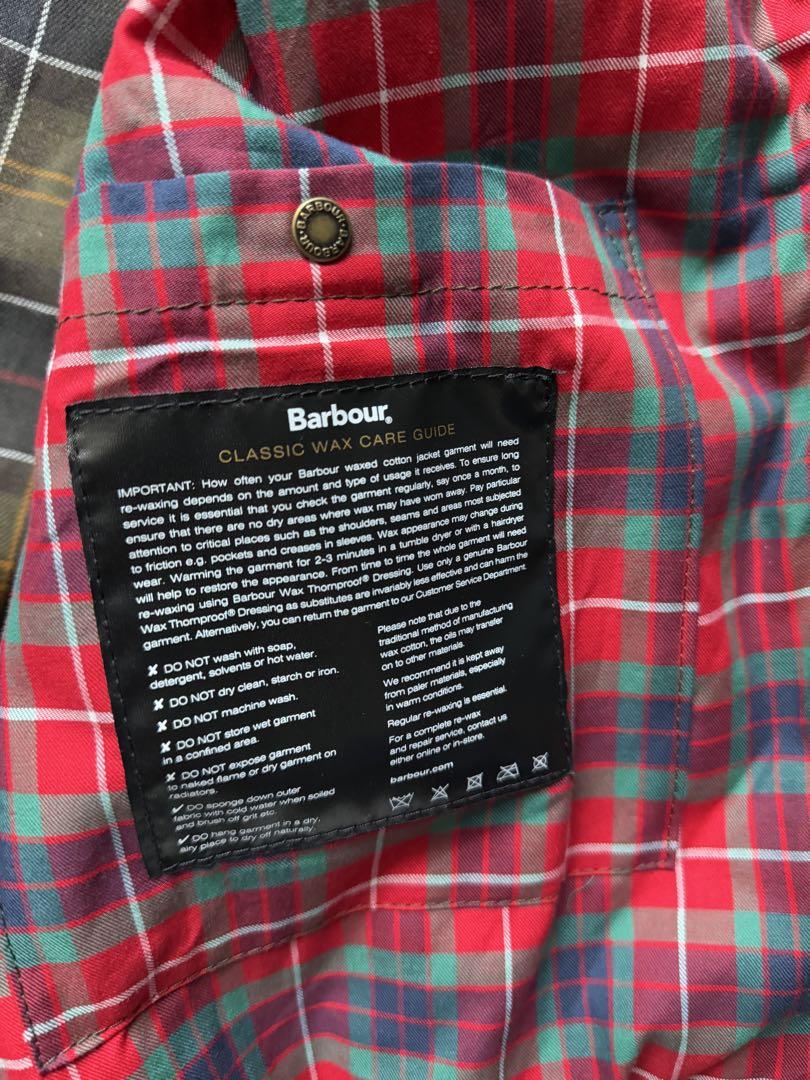 BARBOUR·BARBOUR·
Barbour®
CLASSIC WAX CARE GUIDE
IMPORTANT: How often your Barbour waxed cotton jacket garment will need
re-waxing depends on the amount and type of usage it receives. To ensure long
service it is essential that you check the garment regularly, say once a month, to
ensure that there are no dry areas where wax may have worn away. Pay particular
attention to critical places such as the shoulders, seams and areas most subjected
to friction e.g. pockets and creases in sleeves. Wax appearance may change during
wear. Warming the garment for 2-3 minutes in a tumble dryer or with a hairdryer
will help to restore the appearance. From time to time the whole garment will need
re-waxing using Barbour Wax Thornproof® Dressing. Use only a genuine Barbour
Wax Thornproof® Dressing as substitutes are invariably less effective and can harm the
garment. Alternatively, you can return the garment to our Customer Service Department.
✗ DO NOT wash with soap,
detergent, solvents or hot water.
✗ DO NOT dry clean, starch or iron.
✗ DO NOT machine wash.
✗ DO NOT store wet garment
in a confined area.
✗ DO NOT expose garment
to naked flame or dry garment on
radiators.
✓ DO sponge down outer
fabric with cold water when soiled
and brush off grit etc.
✓ DO hang garment in a dry,
airy place to dry off naturally.
Please note that due to the
traditional method of manufacturing
wax cotton, the oils may transfer
on to other materials.
We recommend it is kept away
from paler materials, especially
in warm conditions.
Regular re-waxing is essential.
For a complete re-wax
and repair service, contact us
either online or in-store.
barbour.com